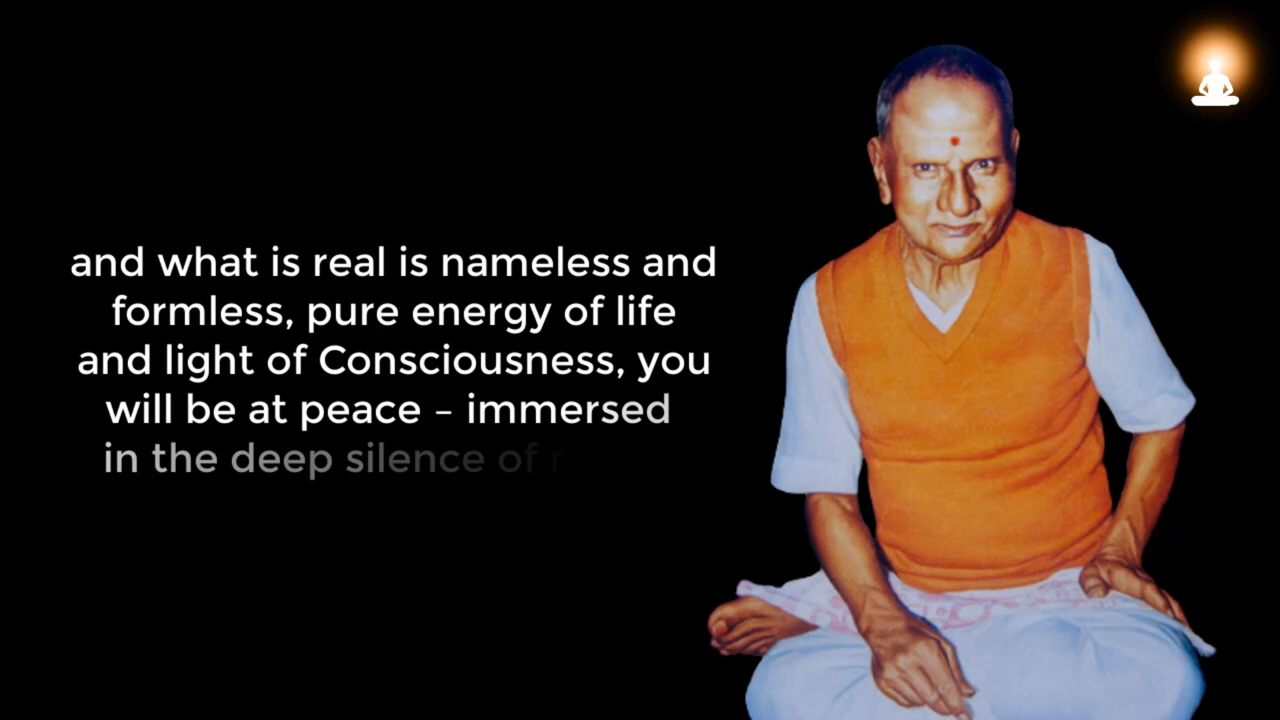 and what is real is nameless and
formless, pure energy of life
and light of Consciousness, you
will be at peace – immersed
in the deep silence of